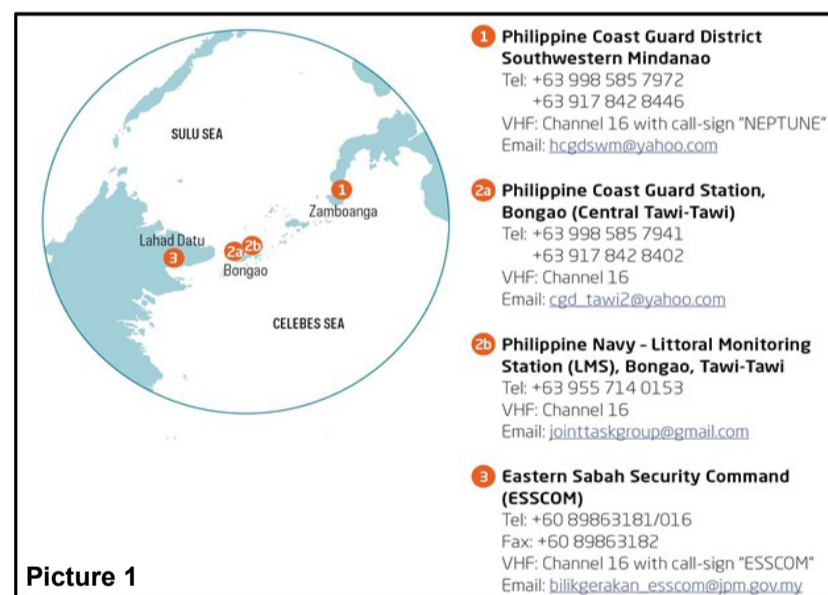 SULU SEA
1
Zamboanga
Lahad Datu
3
2a
2b
Bongao
CELEBES SEA
Picture 1
1 Philippine Coast Guard District
Southwestern Mindanao
Tel: +63 998 585 7972
+63 917 842 8446
VHF: Channel 16 with call-sign "NEPTUNE"
Email: hcgdswm@yahoo.com
2a Philippine Coast Guard Station,
Bongao (Central Tawi-Tawi)
Tel: +63 998 585 7941
+63 917 842 8402
VHF: Channel 16
Email: cgd_tawi2@yahoo.com
2b Philippine Navy - Littoral Monitoring
Station (LMS), Bongao, Tawi-Tawi
Tel: +63 955 714 0153
VHF: Channel 16
Email: jointtaskgroup@gmail.com
3 Eastern Sabah Security Command
(ESSCOM)
Tel: +60 89863181/016
Fax: +60 89863182
VHF: Channel 16 with call-sign "ESSCOM"
Email: bilikgerakan_esscom@jpm.gov.my